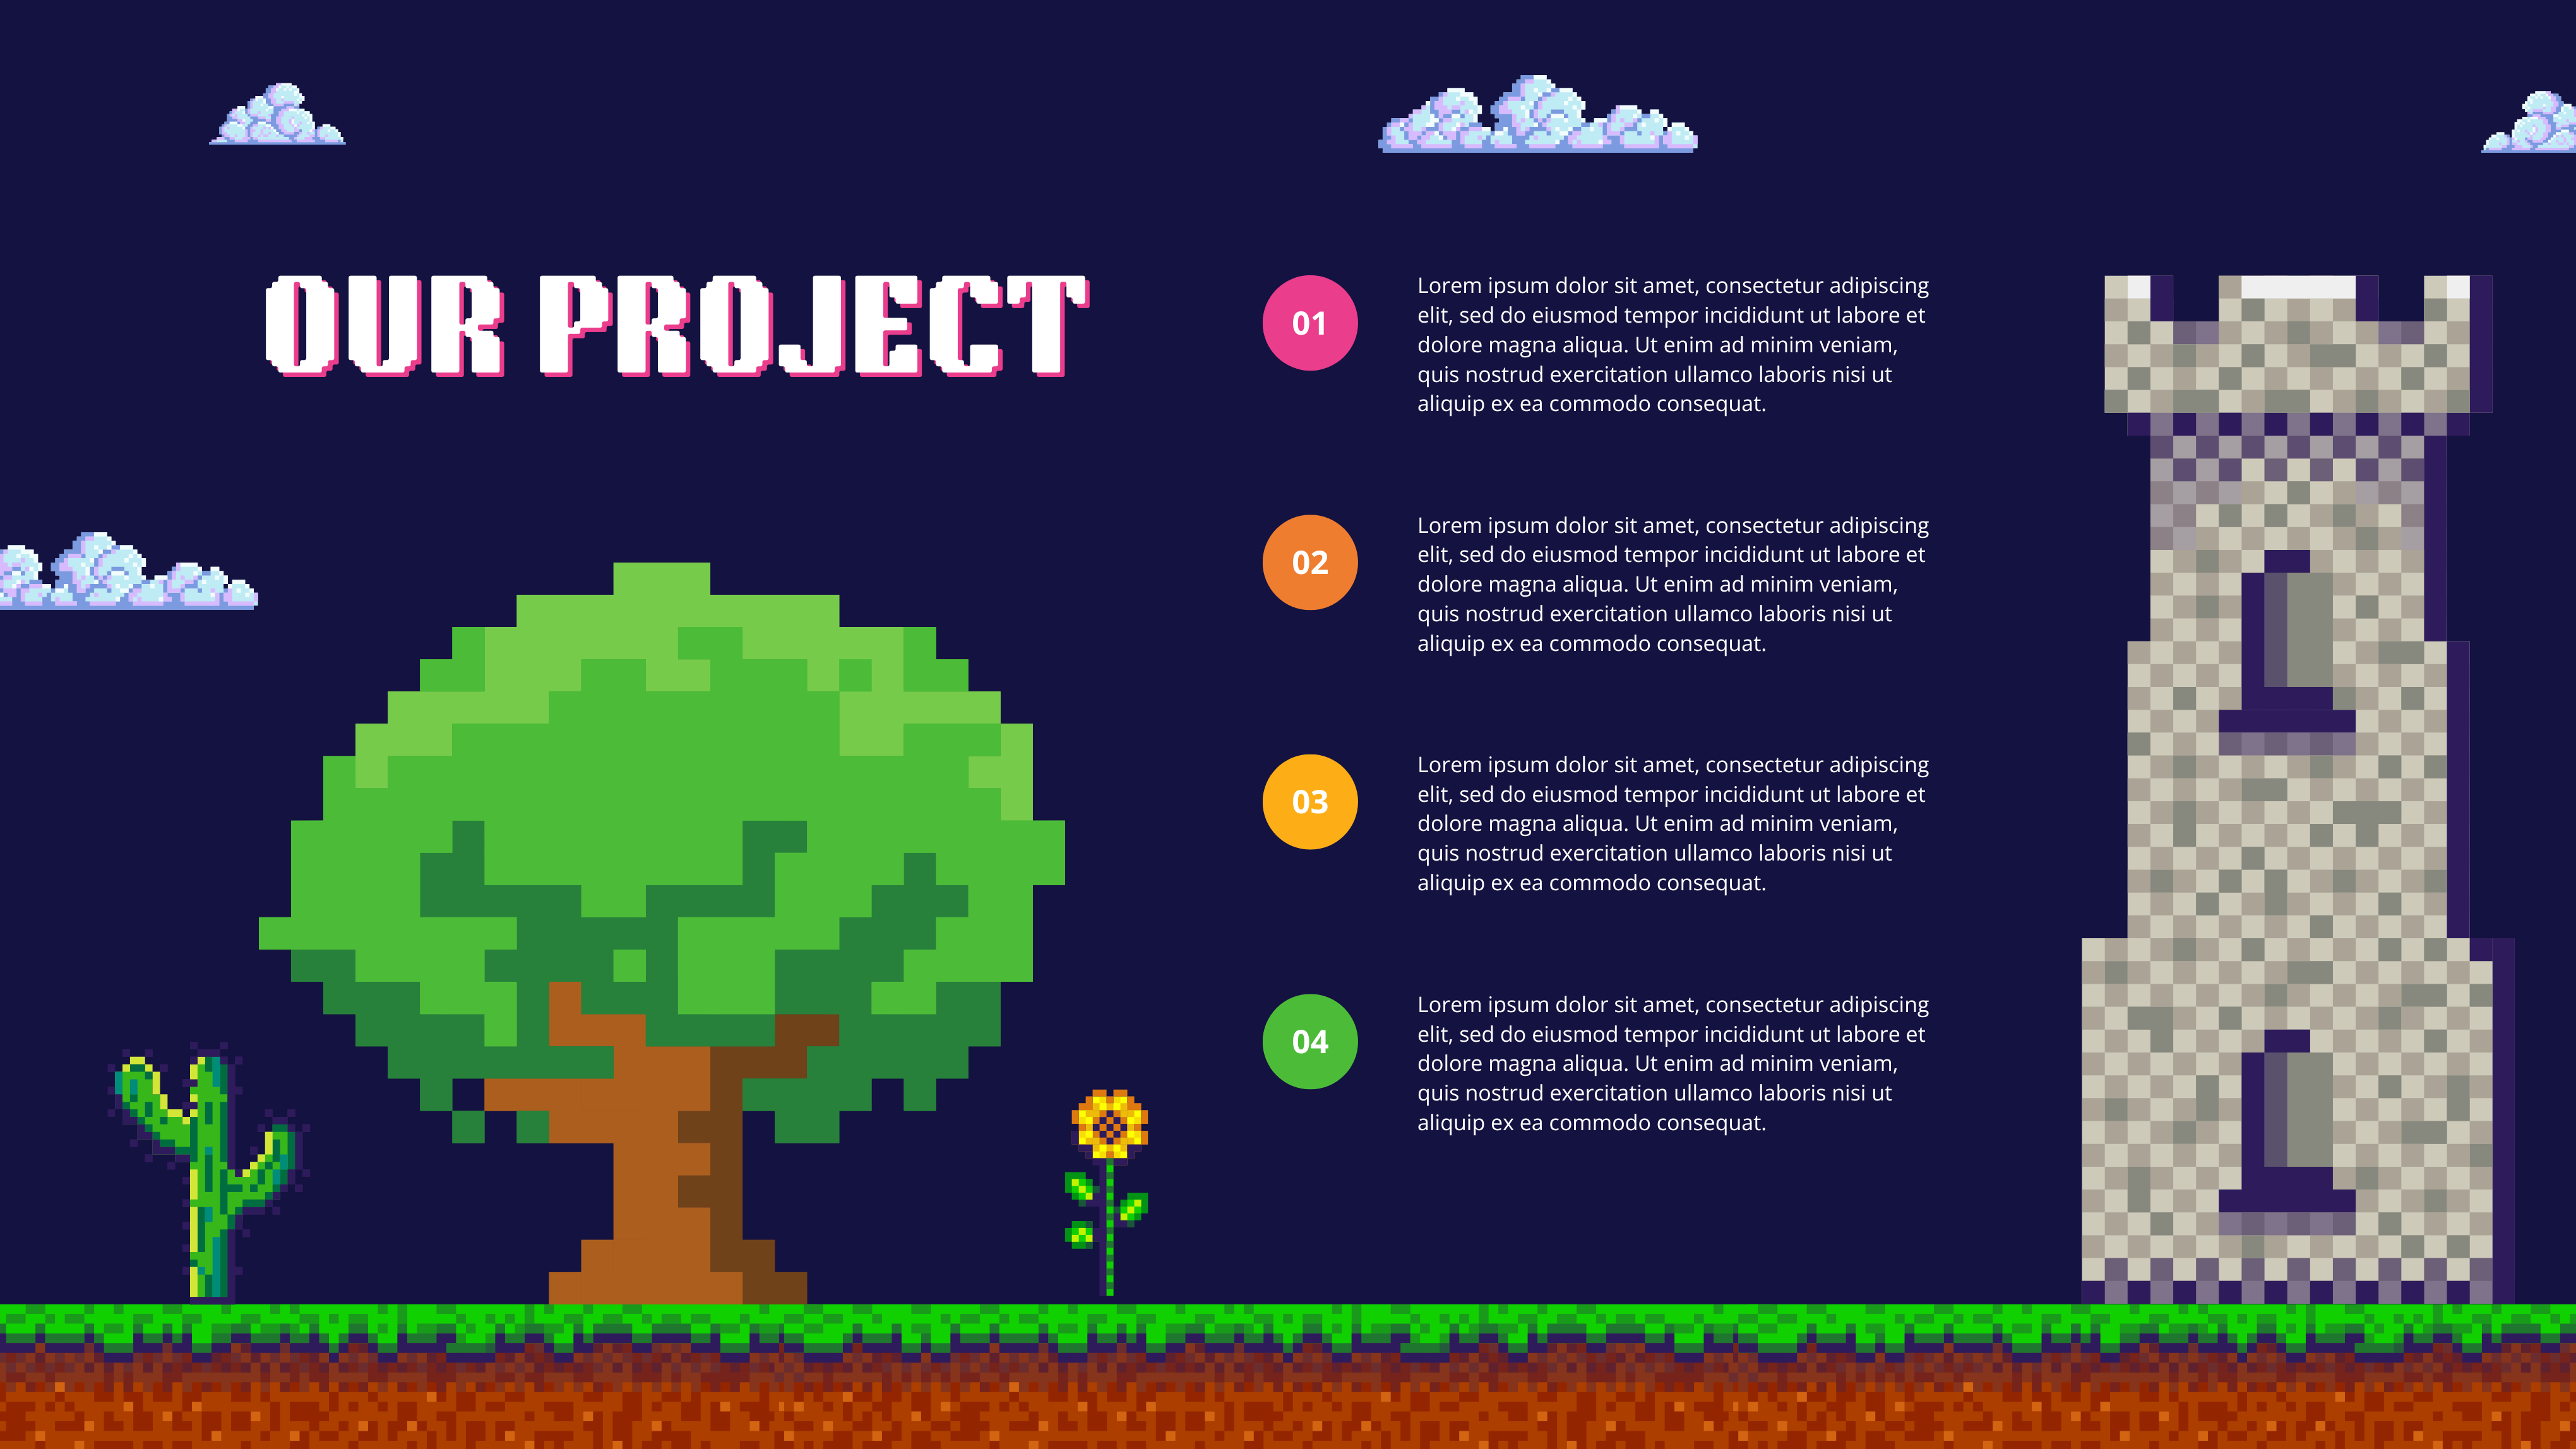 OUR PROJECT
01
Lorem ipsum dolor sit amet, consectetur adipiscing
elit, sed do eiusmod tempor incididunt ut labore et
dolore magna aliqua. Ut enim ad minim veniam,
quis nostrud exercitation ullamco laboris nisi ut
aliquip ex ea commodo consequat.
02
Lorem ipsum dolor sit amet, consectetur adipiscing
elit, sed do eiusmod tempor incididunt ut labore et
dolore magna aliqua. Ut enim ad minim veniam,
quis nostrud exercitation ullamco laboris nisi ut
aliquip ex ea commodo consequat.
03
Lorem ipsum dolor sit amet, consectetur adipiscing
elit, sed do eiusmod tempor incididunt ut labore et
dolore magna aliqua. Ut enim ad minim veniam,
quis nostrud exercitation ullamco laboris nisi ut
aliquip ex ea commodo consequat.
04
Lorem ipsum dolor sit amet, consectetur adipiscing
elit, sed do eiusmod tempor incididunt ut labore et
dolore magna aliqua. Ut enim ad minim veniam,
quis nostrud exercitation ullamco laboris nisi ut
aliquip ex ea commodo consequat.